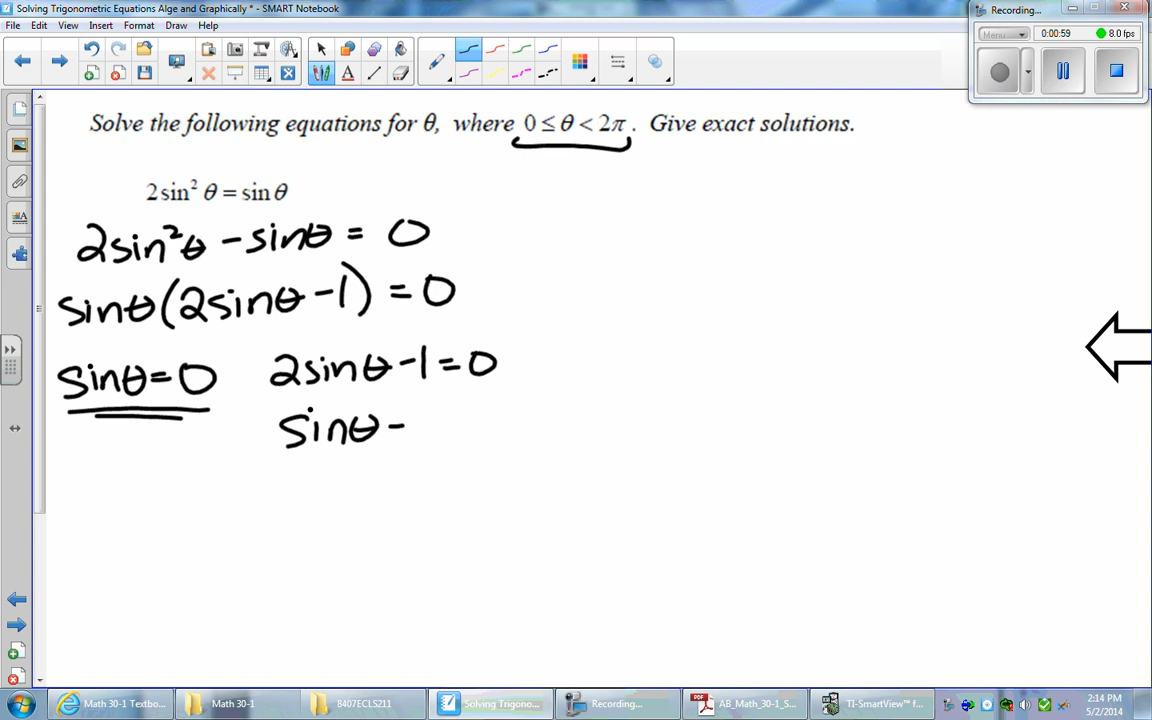 Solving Trigonometric Equations Alge and Graphically * - SMART Notebook
Recording...
File Edit View Insert Format Draw Help
Menu 0:00:59 8.0 fps
Solve the following equations for θ, where 0 ≤ θ < 2π. Give exact solutions.
2sin² θ = sin θ
2sin²θ - sinθ = 0
sinθ(2sinθ - 1) = 0
sinθ = 0 2sinθ - 1 = 0
sinθ -
Math 30-1 Textbo... Math 30-1 8407ECLS211 Solving Trigono... Recording... AB_Math_30-1_S... TI-SmartView™ f... 2:14 PM
5/2/2014